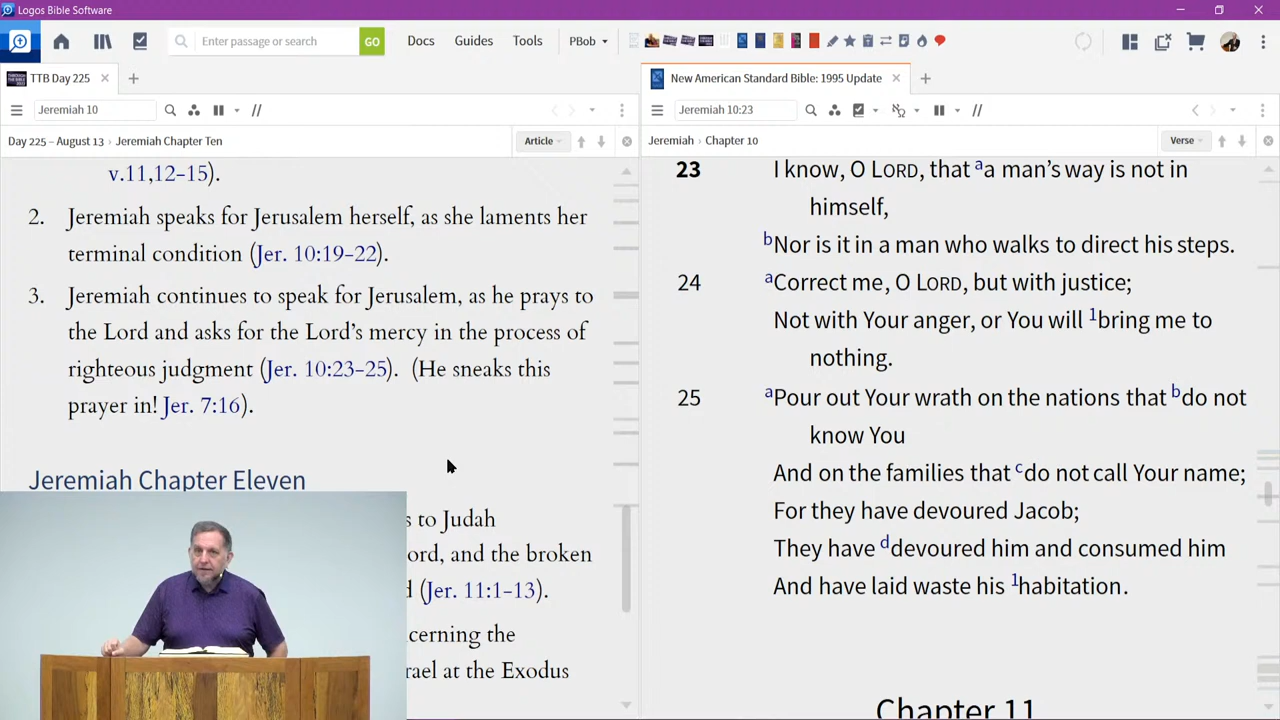 Logos Bible Software
Enter passage or search
GO
Docs
Guides
Tools
PBob
TTB Day 225
Jeremiah 10
Day 225 – August 13 › Jeremiah Chapter Ten
Article
v.11,12–15).
2. Jeremiah speaks for Jerusalem herself, as she laments her
terminal condition (Jer. 10:19–22).
3. Jeremiah continues to speak for Jerusalem, as he prays to
the Lord and asks for the Lord’s mercy in the process of
righteous judgment (Jer. 10:23–25). (He sneaks this
prayer in! Jer. 7:16).
Jeremiah Chapter Eleven
s to Judah
ord, and the broken
d (Jer. 11:1–13).
cerning the
rael at the Exodus
New American Standard Bible: 1995 Update
Jeremiah 10:23
Jeremiah › Chapter 10
Verse
23 I know, O LORD, that a a man’s way is not in
himself,
b Nor is it in a man who walks to direct his steps.
24 a Correct me, O LORD, but with justice;
Not with Your anger, or You will 1 bring me to
nothing.
25 a Pour out Your wrath on the nations that b do not
know You
And on the families that c do not call Your name;
For they have devoured Jacob;
They have d devoured him and consumed him
And have laid waste his 1 habitation.
Chapter 11